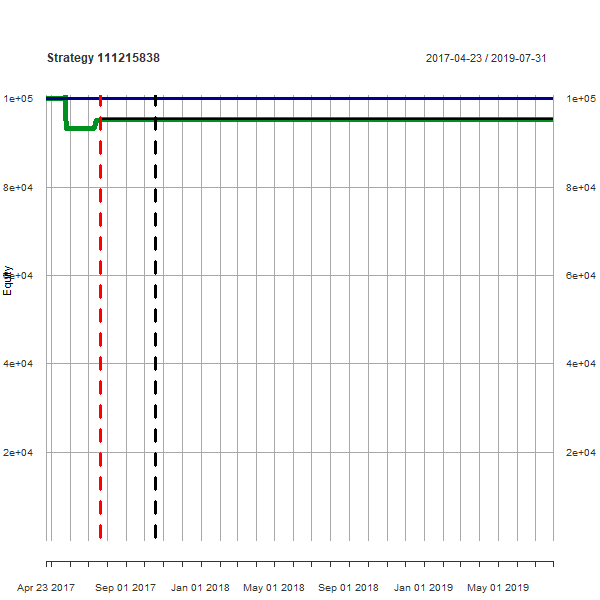 Strategy 111215838 2017-04-23 / 2019-07-31
1e+05 1e+05
8e+04 8e+04
6e+04 6e+04
Equity
4e+04 4e+04
2e+04 2e+04
Apr 23 2017 Sep 01 2017 Jan 01 2018 May 01 2018 Sep 01 2018 Jan 01 2019 May 01 2019